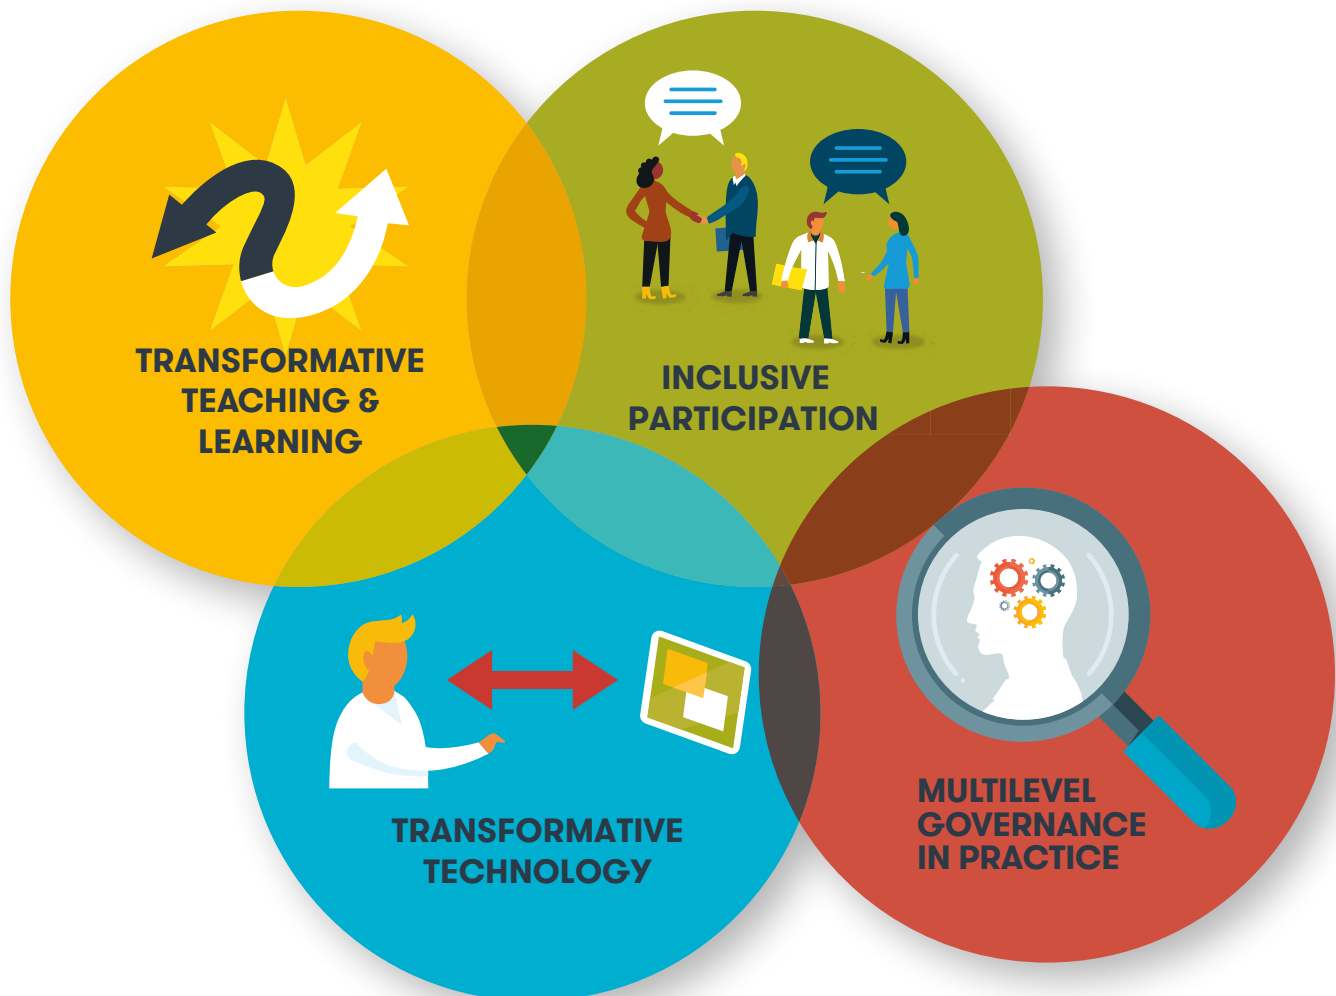 TRANSFORMATIVE
TEACHING &
LEARNING
INCLUSIVE
PARTICIPATION
TRANSFORMATIVE
TECHNOLOGY
MULTILEVEL
GOVERNANCE
IN PRACTICE